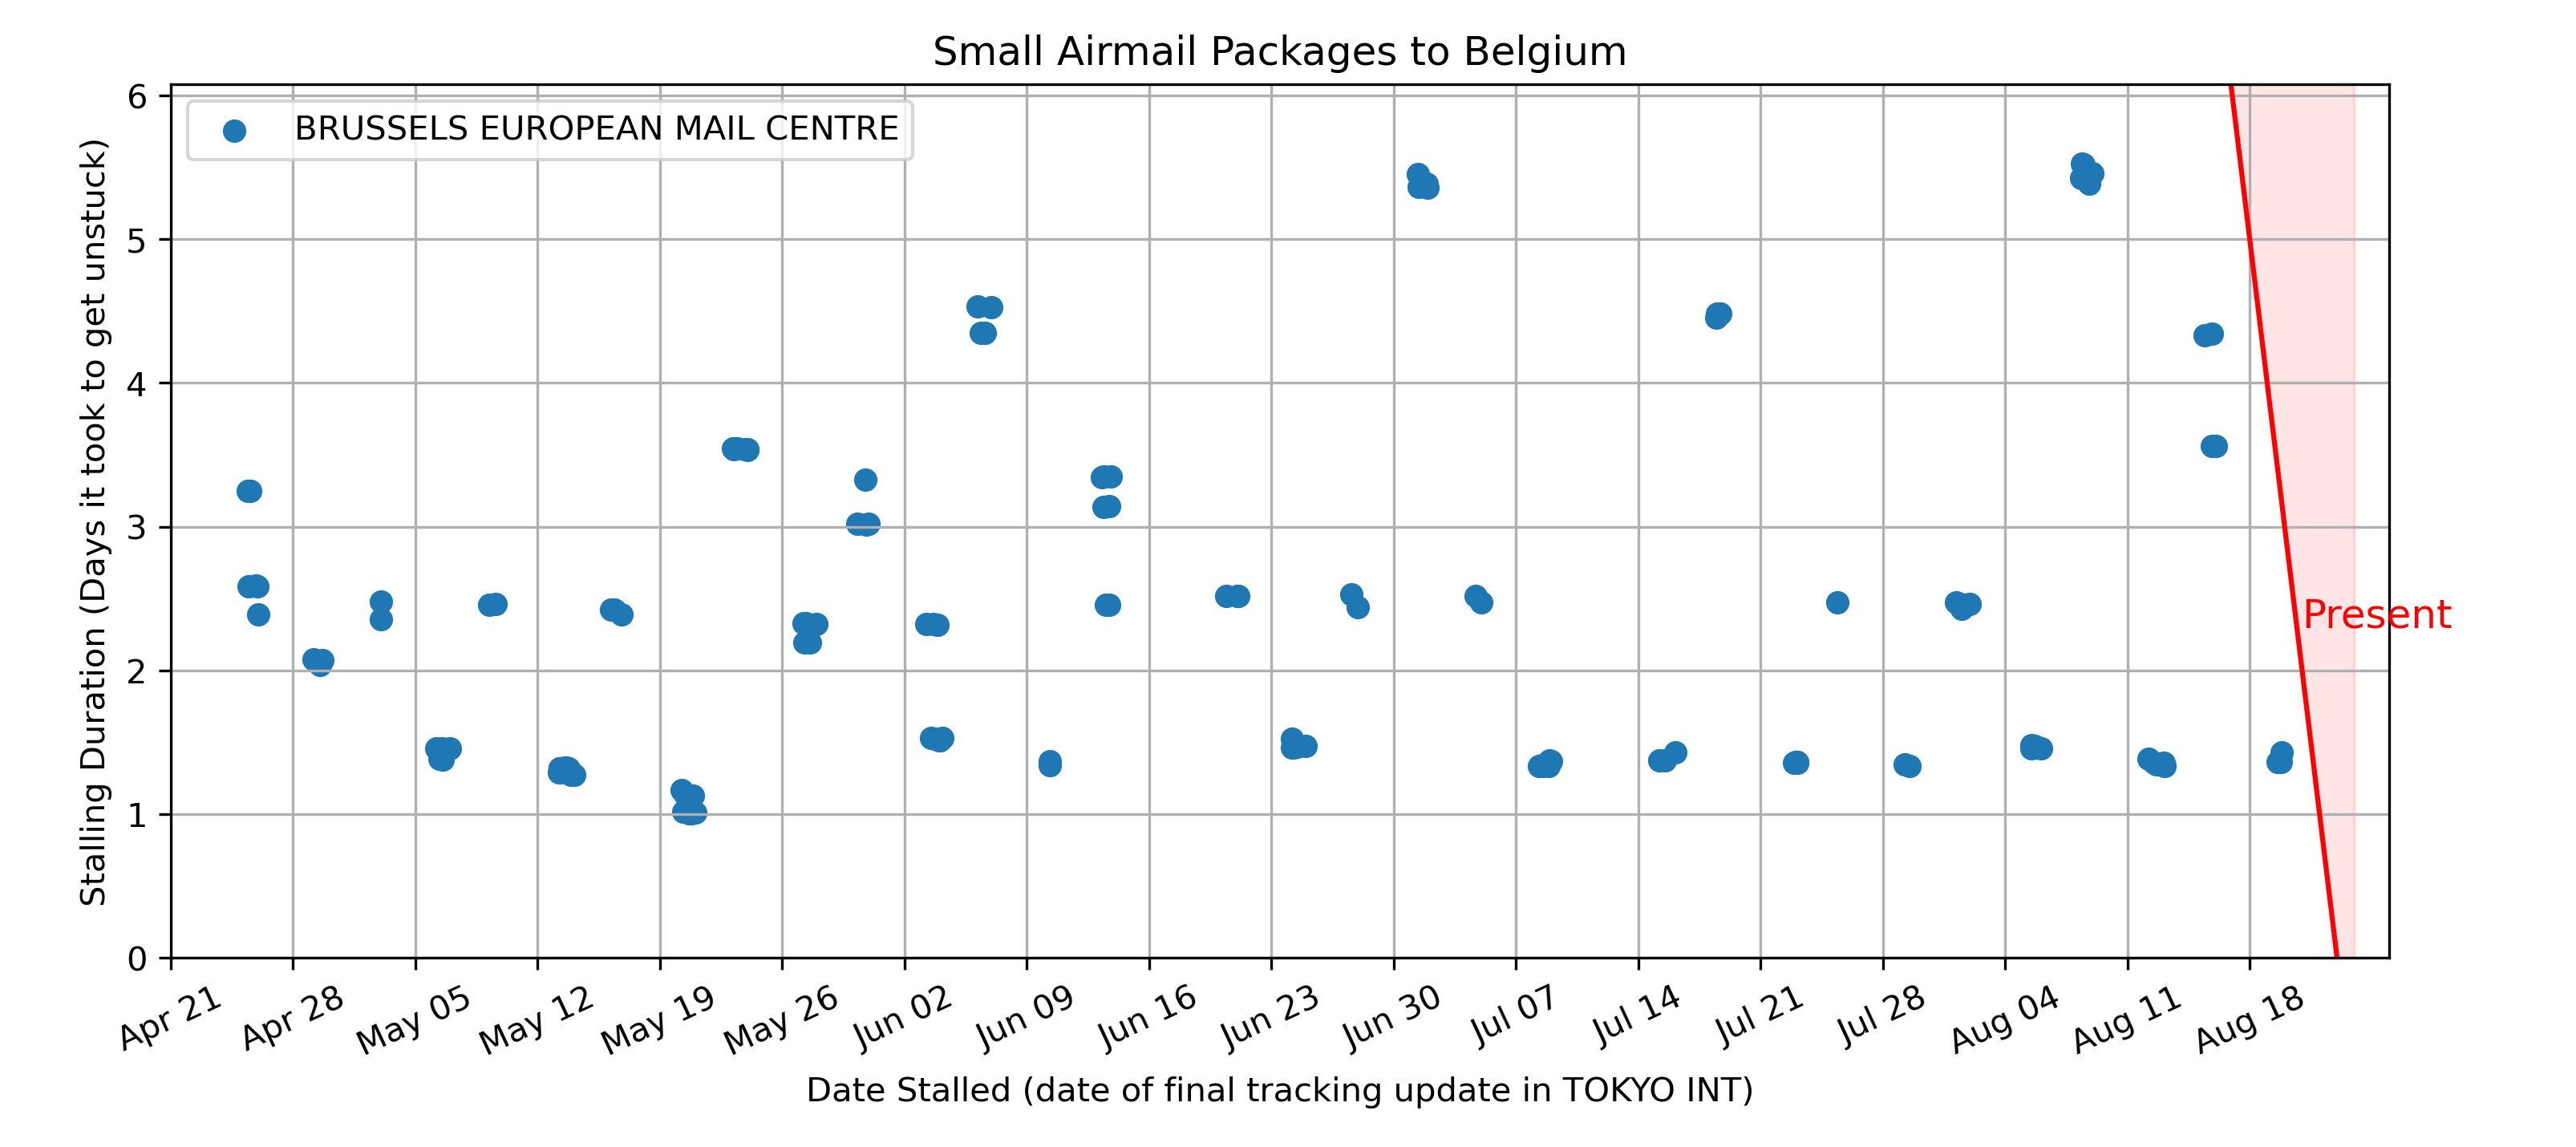 Small Airmail Packages to Belgium
BRUSSELS EUROPEAN MAIL CENTRE
Stalling Duration (Days it took to get unstuck)
6
5
4
3
2
1
0
Present
Apr 21
Apr 28
May 05
May 12
May 19
May 26
Jun 02
Jun 09
Jun 16
Jun 23
Jun 30
Jul 07
Jul 14
Jul 21
Jul 28
Aug 04
Aug 11
Aug 18
Date Stalled (date of final tracking update in TOKYO INT)